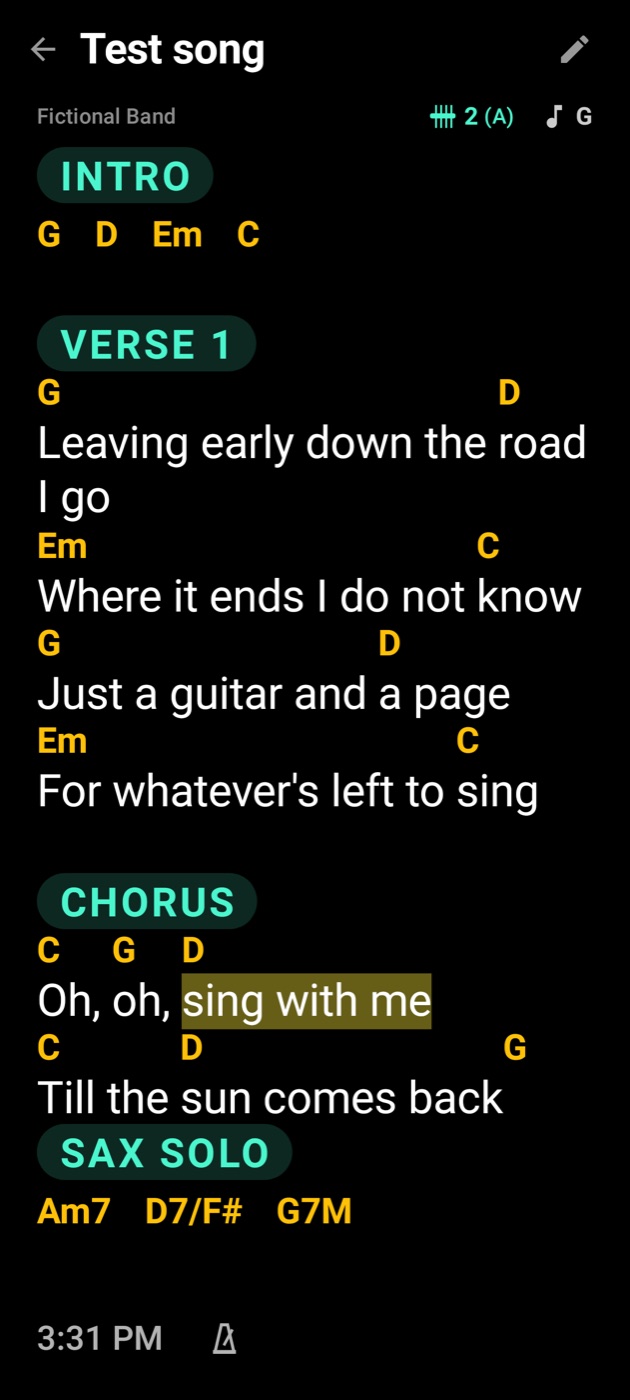 Test song
Fictional Band 2 (A) G
INTRO
G D Em C
VERSE 1
G D
Leaving early down the road
I go
Em C
Where it ends I do not know
G D
Just a guitar and a page
Em C
For whatever's left to sing
CHORUS
C G D
Oh, oh, sing with me
C D G
Till the sun comes back
SAX SOLO
Am7 D7/F# G7M
3:31 PM